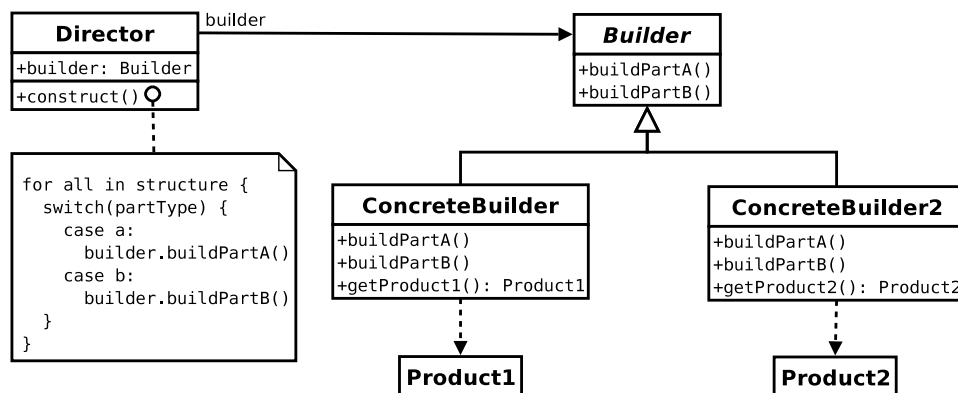 Director
+builder: Builder
+construct()
builder
Builder
+buildPartA()
+buildPartB()
for all in structure {
switch(partType) {
case a:
builder.buildPartA()
case b:
builder.buildPartB()
}
}
ConcreteBuilder
+buildPartA()
+buildPartB()
+getProduct1(): Product1
ConcreteBuilder2
+buildPartA()
+buildPartB()
+getProduct2(): Product2
Product1
Product2